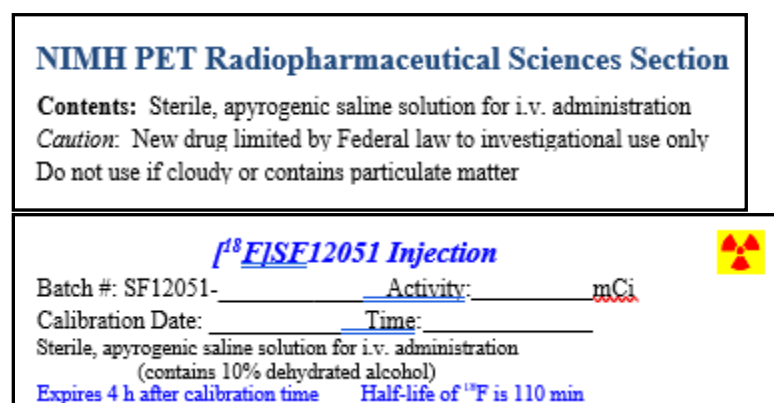 NIMH PET Radiopharmaceutical Sciences Section
Contents: Sterile, apyrogenic saline solution for i.v. administration
Caution: New drug limited by Federal law to investigational use only
Do not use if cloudy or contains particulate matter
[¹⁸F]SF12051 Injection
Batch #: SF12051-____________ Activity:__________mCi
Calibration Date: ___________ Time:______________
Sterile, apyrogenic saline solution for i.v. administration
(contains 10% dehydrated alcohol)
Expires 4 h after calibration time Half-life of ¹⁸F is 110 min